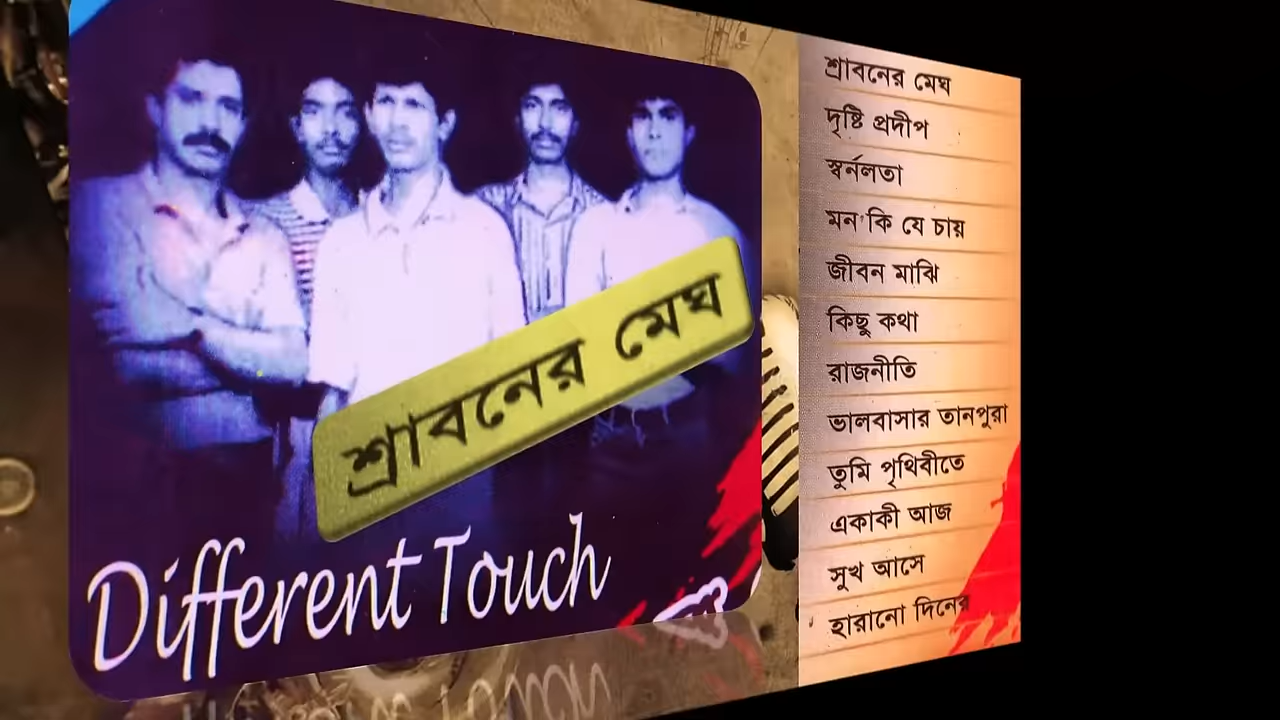 শ্রাবনের মেঘ
Different Touch
শ্রাবনের মেঘ
দৃষ্টি প্রদীপ
স্বর্নলতা
মন কি যে চায়
জীবন মাঝি
কিছু কথা
রাজনীতি
ভালবাসার তানপুরা
তুমি পৃথিবীতে
একাকী আজ
সুখ আসে
হারানো দিনের